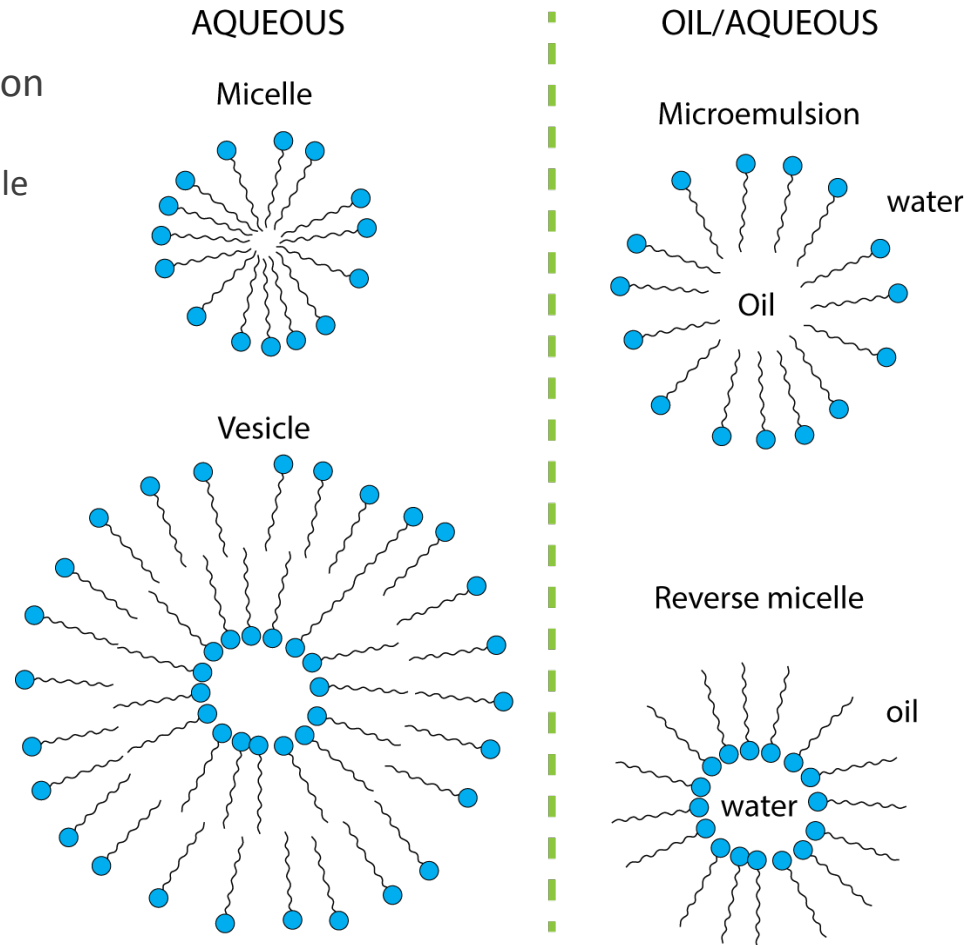 AQUEOUS
on
le
Micelle
Vesicle
OIL/AQUEOUS
Microemulsion
water
Oil
Reverse micelle
oil
water